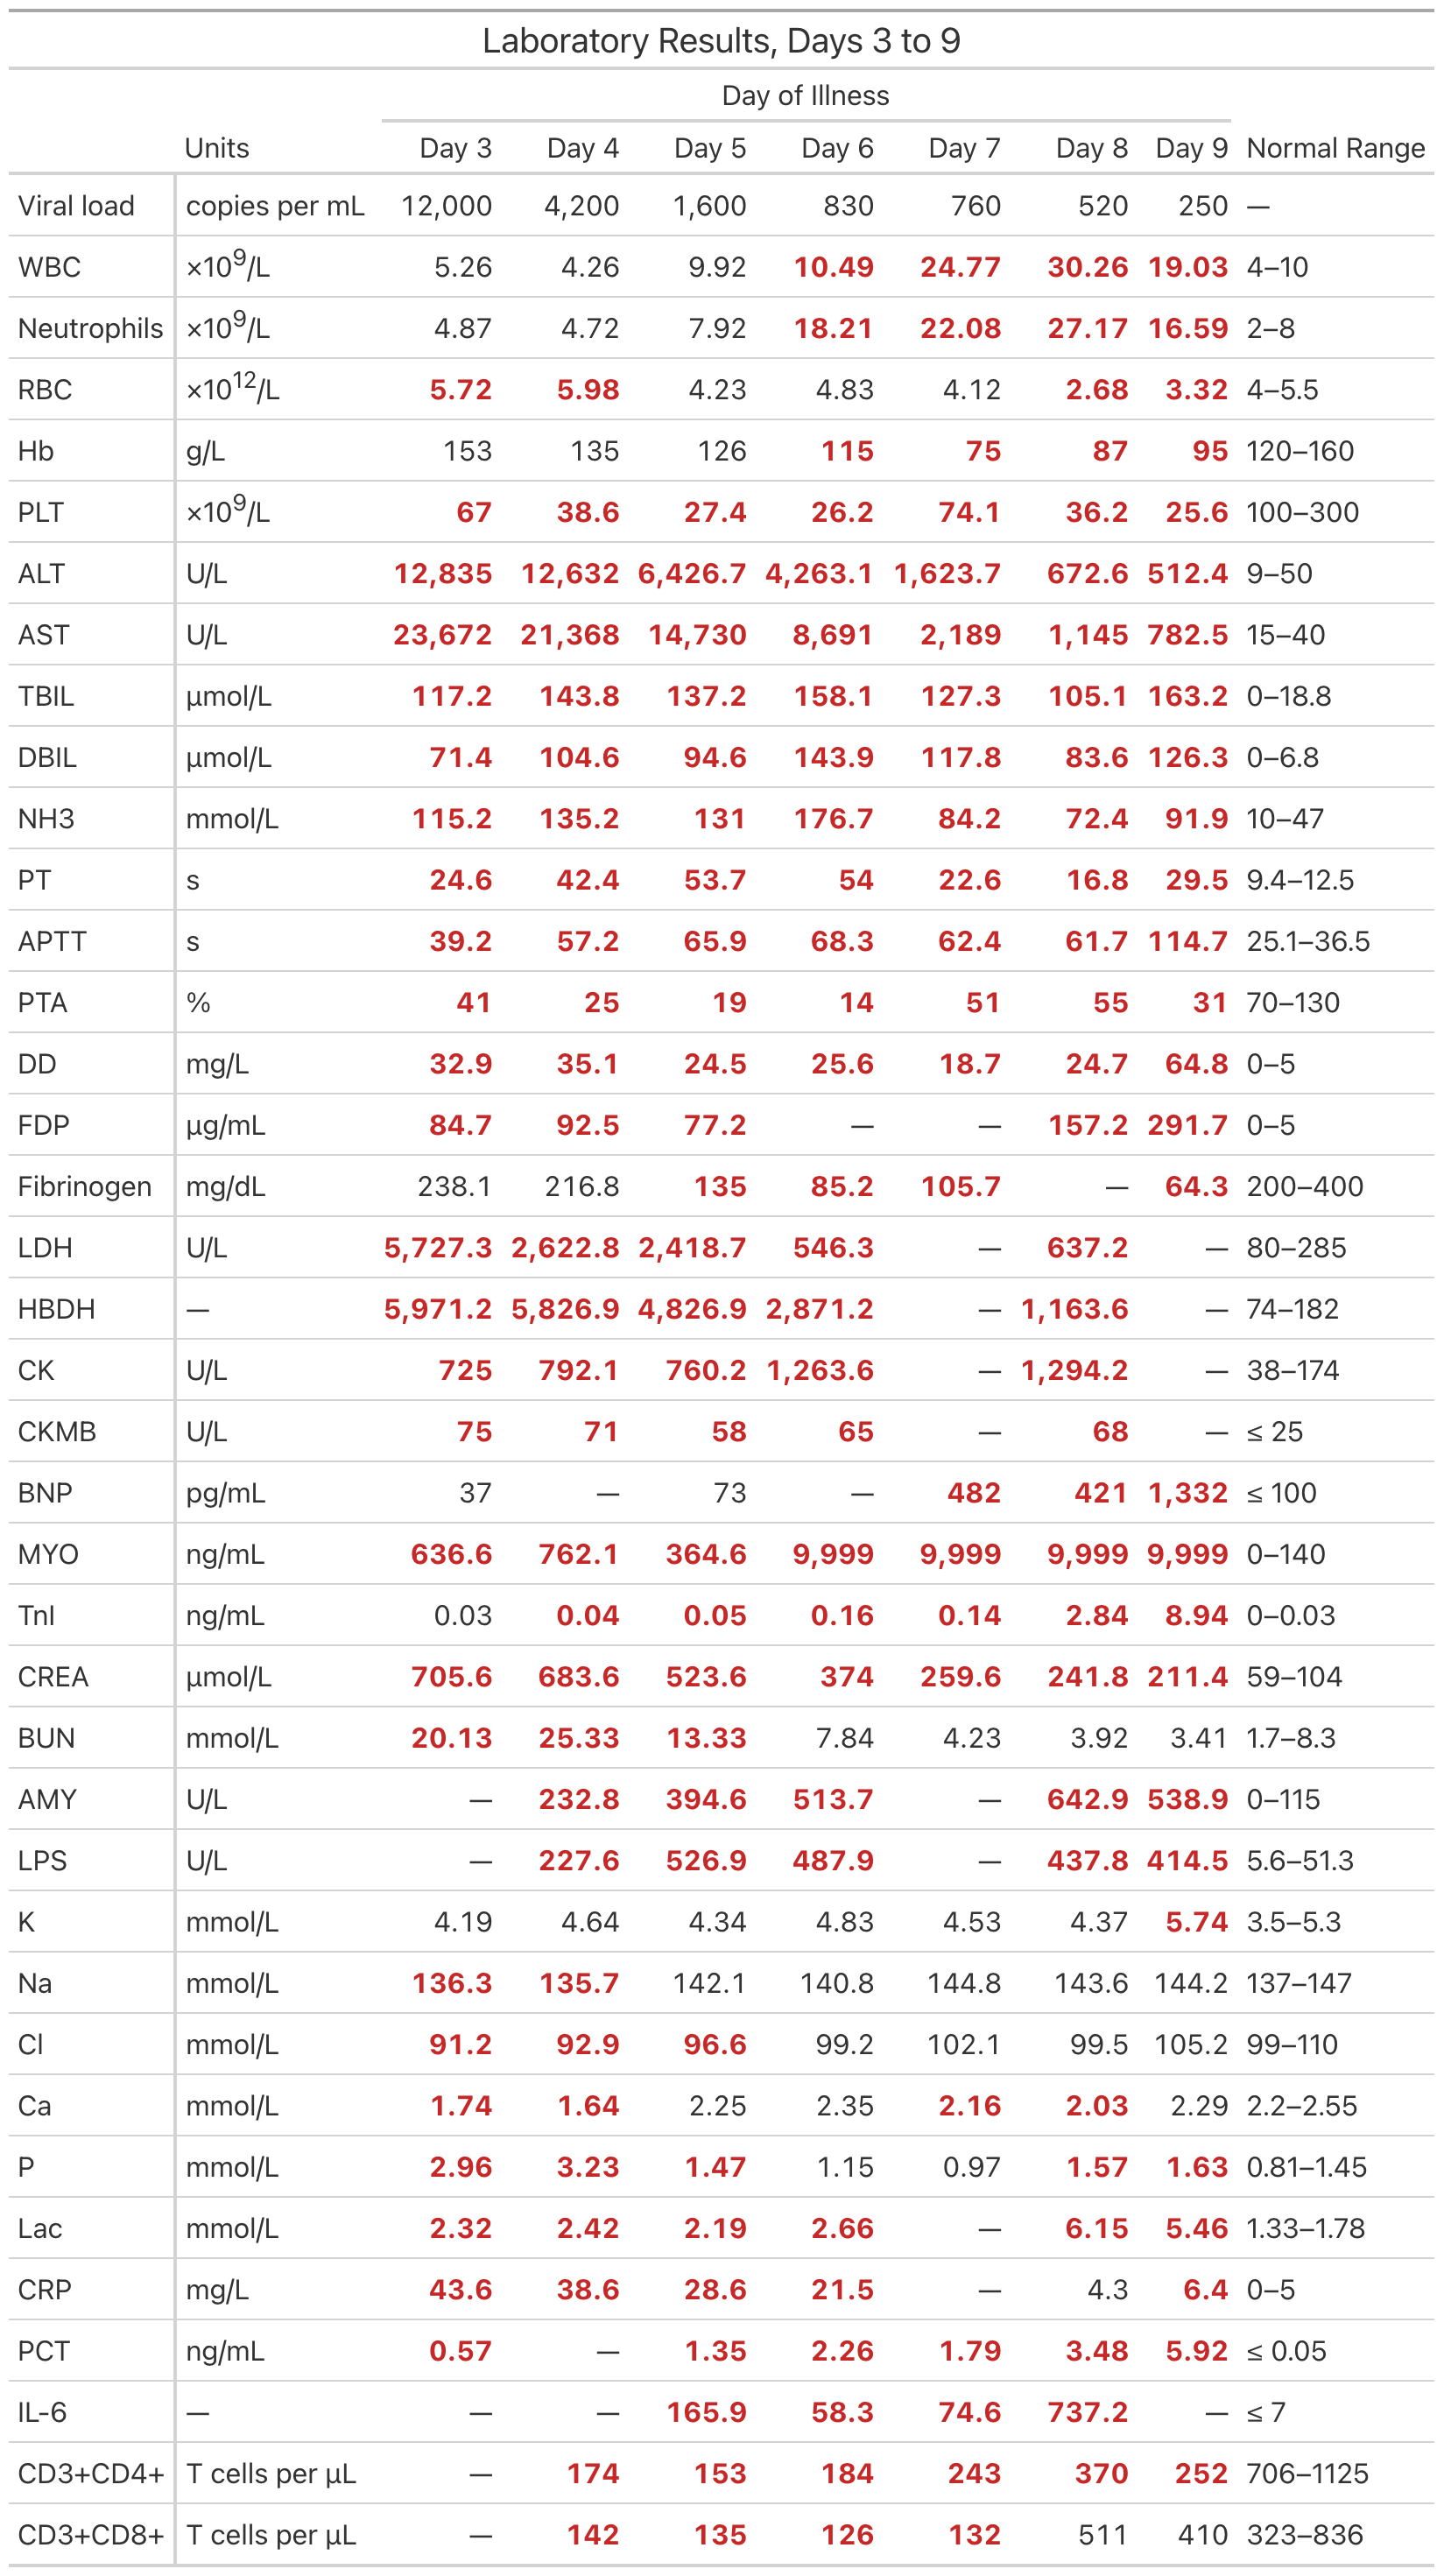 Laboratory Results, Days 3 to 9
Day of Illness
Units Day 3 Day 4 Day 5 Day 6 Day 7 Day 8 Day 9 Normal Range
Viral load copies per mL 12,000 4,200 1,600 830 760 520 250 —
WBC ×10⁹/L 5.26 4.26 9.92 10.49 24.77 30.26 19.03 4–10
Neutrophils ×10⁹/L 4.87 4.72 7.92 18.21 22.08 27.17 16.59 2–8
RBC ×10¹²/L 5.72 5.98 4.23 4.83 4.12 2.68 3.32 4–5.5
Hb g/L 153 135 126 115 75 87 95 120–160
PLT ×10⁹/L 67 38.6 27.4 26.2 74.1 36.2 25.6 100–300
ALT U/L 12,835 12,632 6,426.7 4,263.1 1,623.7 672.6 512.4 9–50
AST U/L 23,672 21,368 14,730 8,691 2,189 1,145 782.5 15–40
TBIL µmol/L 117.2 143.8 137.2 158.1 127.3 105.1 163.2 0–18.8
DBIL µmol/L 71.4 104.6 94.6 143.9 117.8 83.6 126.3 0–6.8
NH3 mmol/L 115.2 135.2 131 176.7 84.2 72.4 91.9 10–47
PT s 24.6 42.4 53.7 54 22.6 16.8 29.5 9.4–12.5
APTT s 39.2 57.2 65.9 68.3 62.4 61.7 114.7 25.1–36.5
PTA % 41 25 19 14 51 55 31 70–130
DD mg/L 32.9 35.1 24.5 25.6 18.7 24.7 64.8 0–5
FDP µg/mL 84.7 92.5 77.2 — — 157.2 291.7 0–5
Fibrinogen mg/dL 238.1 216.8 135 85.2 105.7 — 64.3 200–400
LDH U/L 5,727.3 2,622.8 2,418.7 546.3 — 637.2 — 80–285
HBDH — 5,971.2 5,826.9 4,826.9 2,871.2 — 1,163.6 — 74–182
CK U/L 725 792.1 760.2 1,263.6 — 1,294.2 — 38–174
CKMB U/L 75 71 58 65 — 68 — ≤ 25
BNP pg/mL 37 — 73 — 482 421 1,332 ≤ 100
MYO ng/mL 636.6 762.1 364.6 9,999 9,999 9,999 9,999 0–140
TnI ng/mL 0.03 0.04 0.05 0.16 0.14 2.84 8.94 0–0.03
CREA µmol/L 705.6 683.6 523.6 374 259.6 241.8 211.4 59–104
BUN mmol/L 20.13 25.33 13.33 7.84 4.23 3.92 3.41 1.7–8.3
AMY U/L — 232.8 394.6 513.7 — 642.9 538.9 0–115
LPS U/L — 227.6 526.9 487.9 — 437.8 414.5 5.6–51.3
K mmol/L 4.19 4.64 4.34 4.83 4.53 4.37 5.74 3.5–5.3
Na mmol/L 136.3 135.7 142.1 140.8 144.8 143.6 144.2 137–147
Cl mmol/L 91.2 92.9 96.6 99.2 102.1 99.5 105.2 99–110
Ca mmol/L 1.74 1.64 2.25 2.35 2.16 2.03 2.29 2.2–2.55
P mmol/L 2.96 3.23 1.47 1.15 0.97 1.57 1.63 0.81–1.45
Lac mmol/L 2.32 2.42 2.19 2.66 — 6.15 5.46 1.33–1.78
CRP mg/L 43.6 38.6 28.6 21.5 — 4.3 6.4 0–5
PCT ng/mL 0.57 — 1.35 2.26 1.79 3.48 5.92 ≤ 0.05
IL-6 — — — 165.9 58.3 74.6 737.2 — ≤ 7
CD3+CD4+ T cells per µL — 174 153 184 243 370 252 706–1125
CD3+CD8+ T cells per µL — 142 135 126 132 511 410 323–836